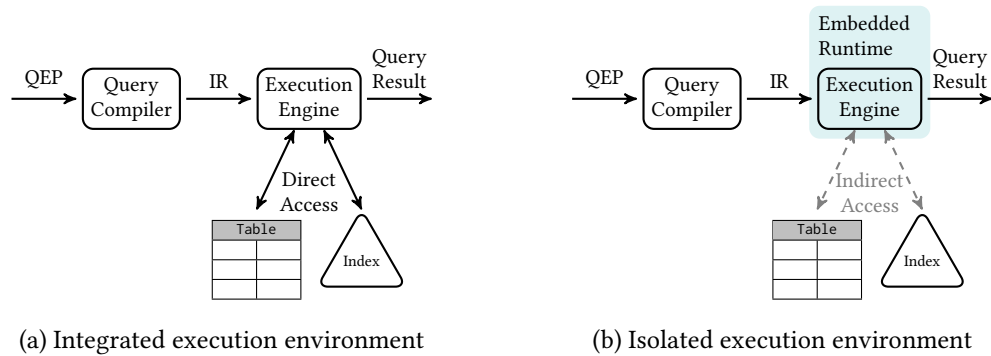 QEP
Query
Compiler
IR
Execution
Engine
Query
Result
Direct
Access
Table
Index
(a) Integrated execution environment
QEP
Query
Compiler
IR
Embedded
Runtime
Execution
Engine
Query
Result
Indirect
Access
Table
Index
(b) Isolated execution environment